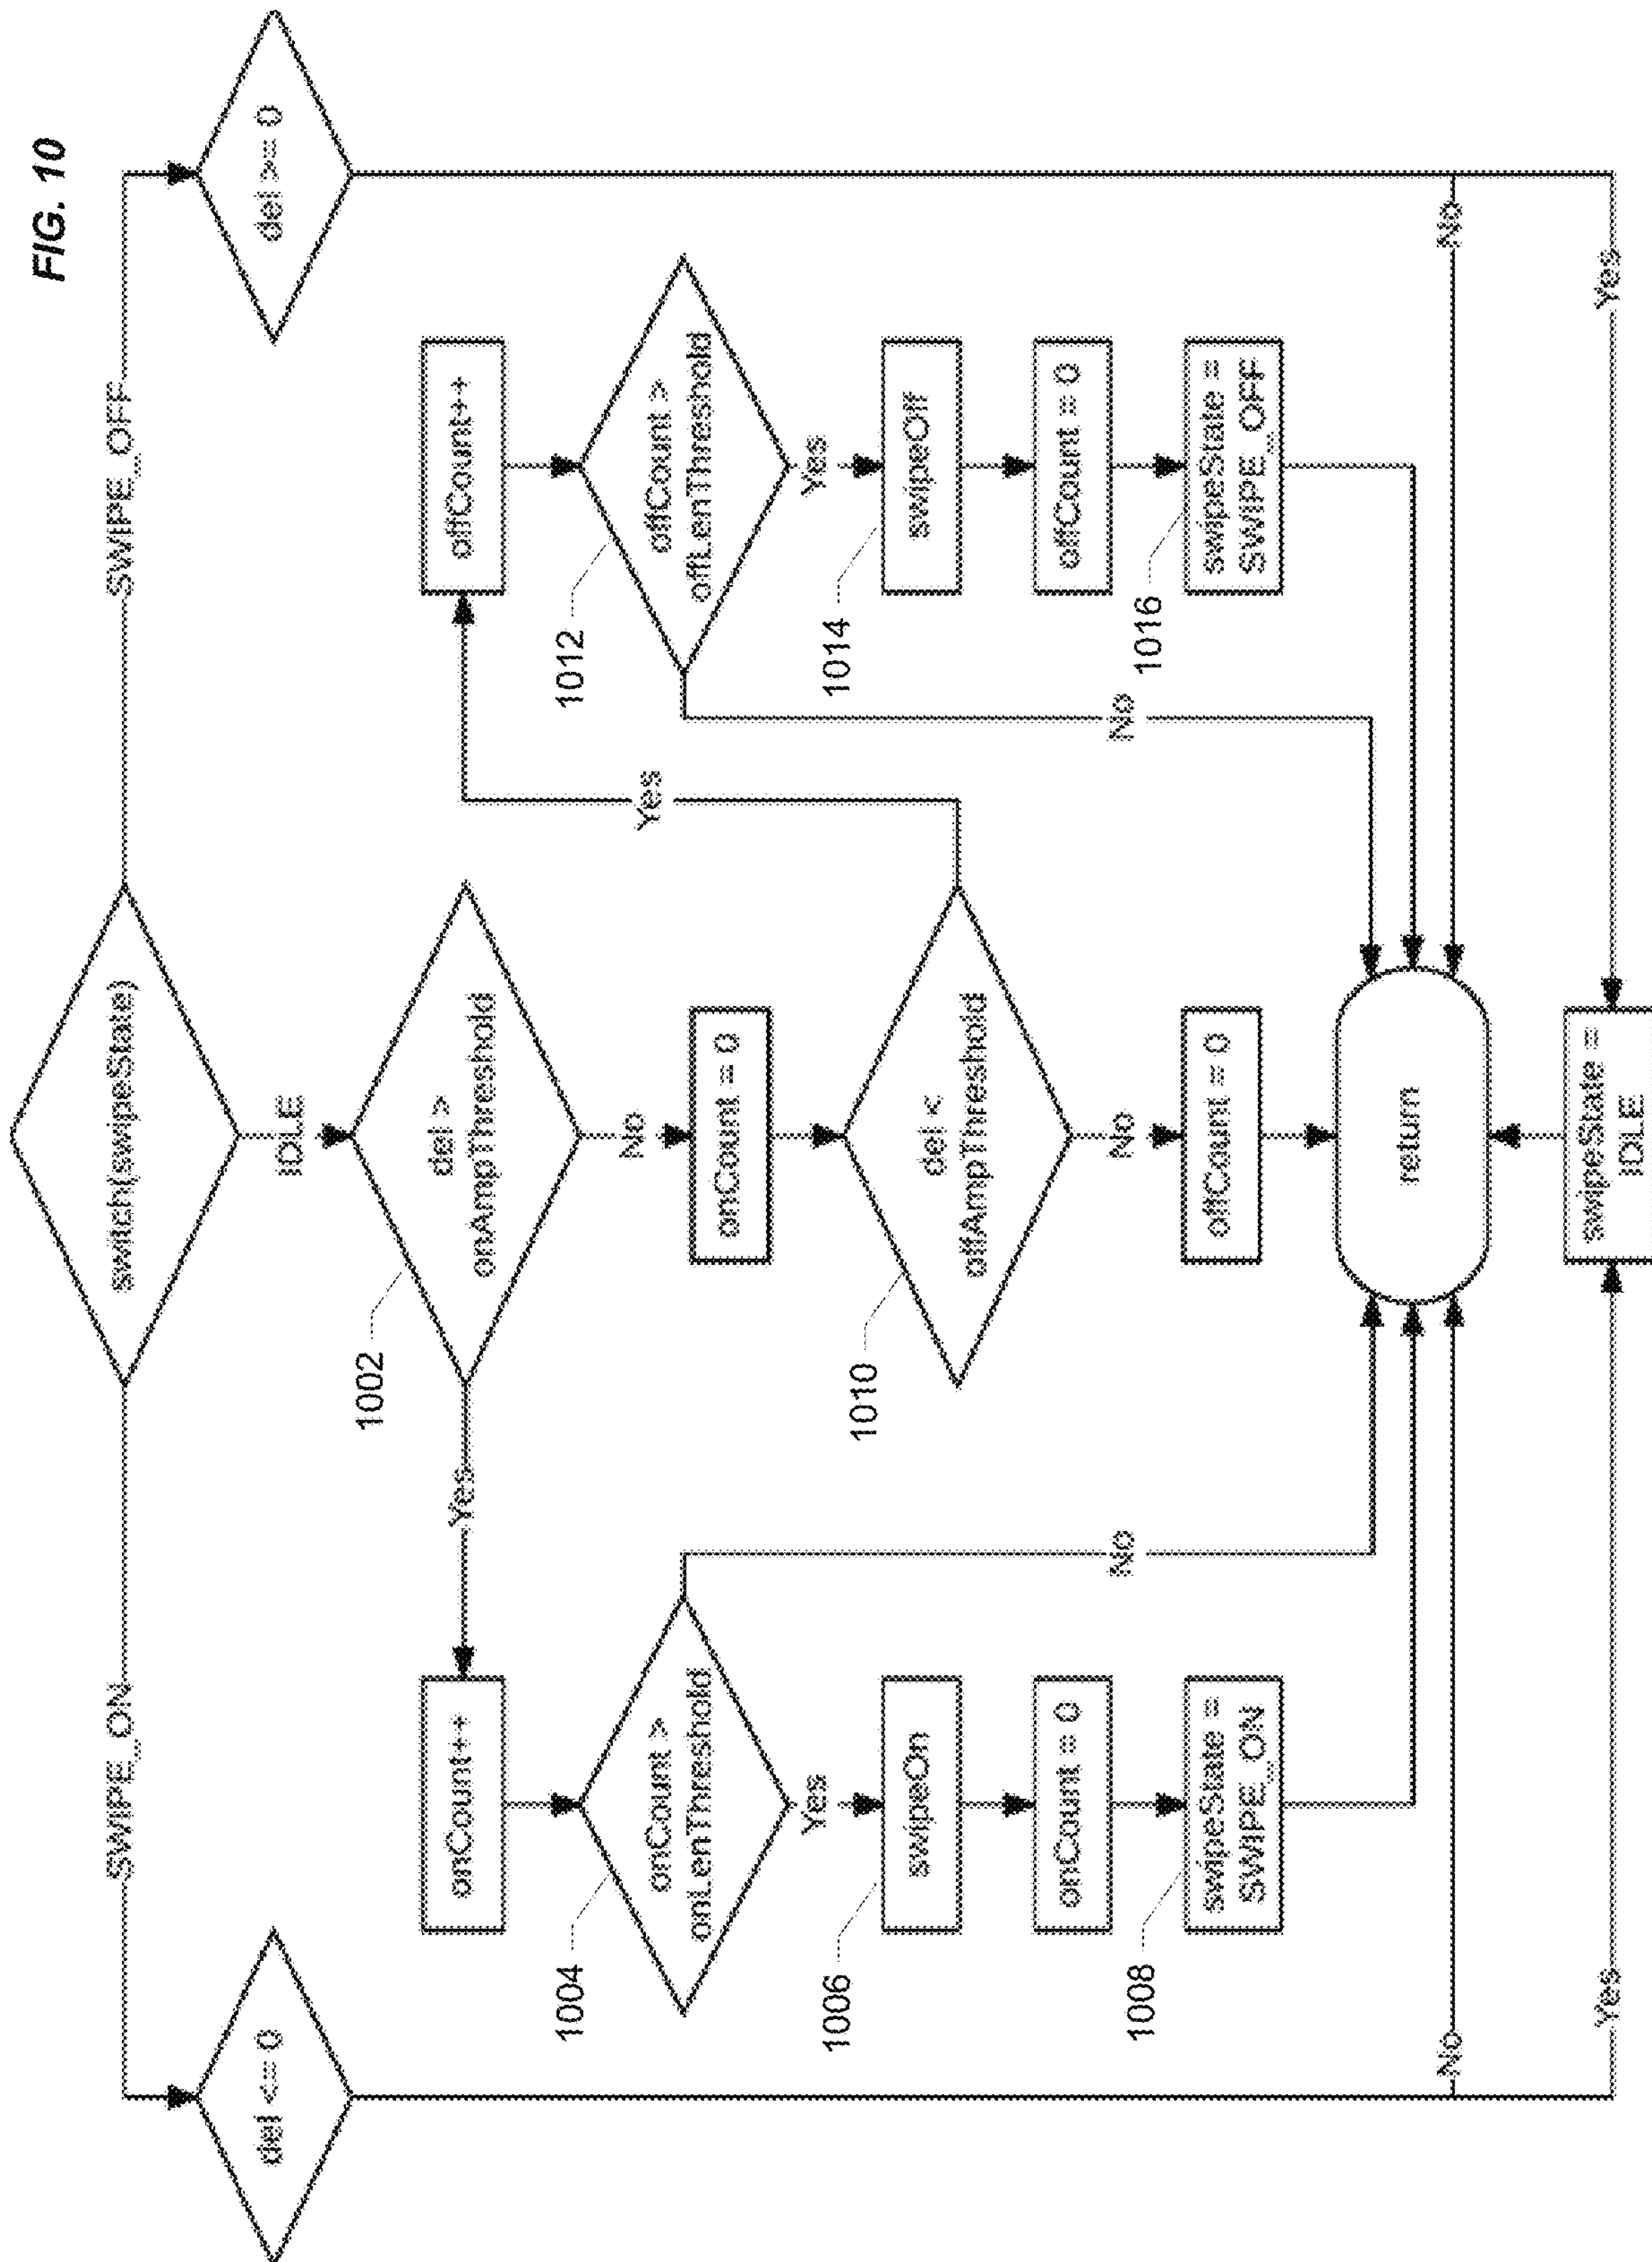 FIG. 10
switch(swipeState)
SWIPE_ON
IDLE
SWIPE_OFF
del <= 0
del >= 0
1002
del >
onAmpThreshold
Yes
No
onCount++
1004
onCount >
onLenThreshold
Yes
No
1006
swipeOn
onCount = 0
1008
swipeState =
SWIPE_ON
onCount = 0
1010
del <
offAmpThreshold
Yes
No
offCount = 0
offCount++
1012
offCount >
offLenThreshold
Yes
No
1014
swipeOff
offCount = 0
1016
swipeState =
SWIPE_OFF
return
No
No
Yes
Yes
swipeState =
IDLE